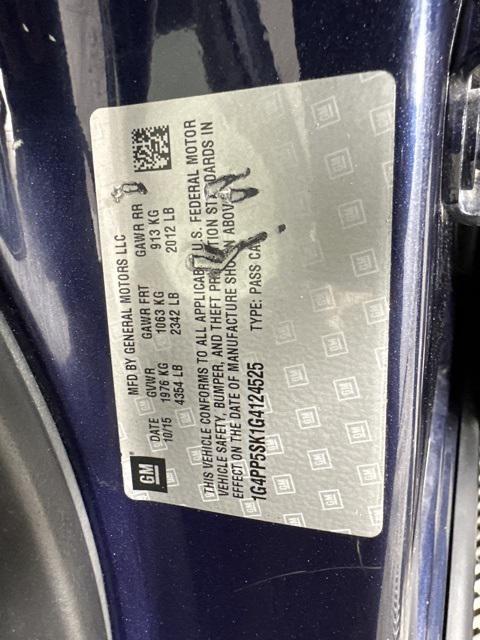 GM
MFD BY GENERAL MOTORS LLC
DATE GVWR GAWR FRT GAWR RR
10/15 1976 KG 1063 KG 913 KG
4354 LB 2342 LB 2012 LB
THIS VEHICLE CONFORMS TO ALL APPLICABLE U.S. FEDERAL MOTOR
VEHICLE SAFETY, BUMPER, AND THEFT PREVENTION STANDARDS IN
EFFECT ON THE DATE OF MANUFACTURE SHOWN ABOVE.
1G4PP5SK1G4124525 TYPE: PASS CAR